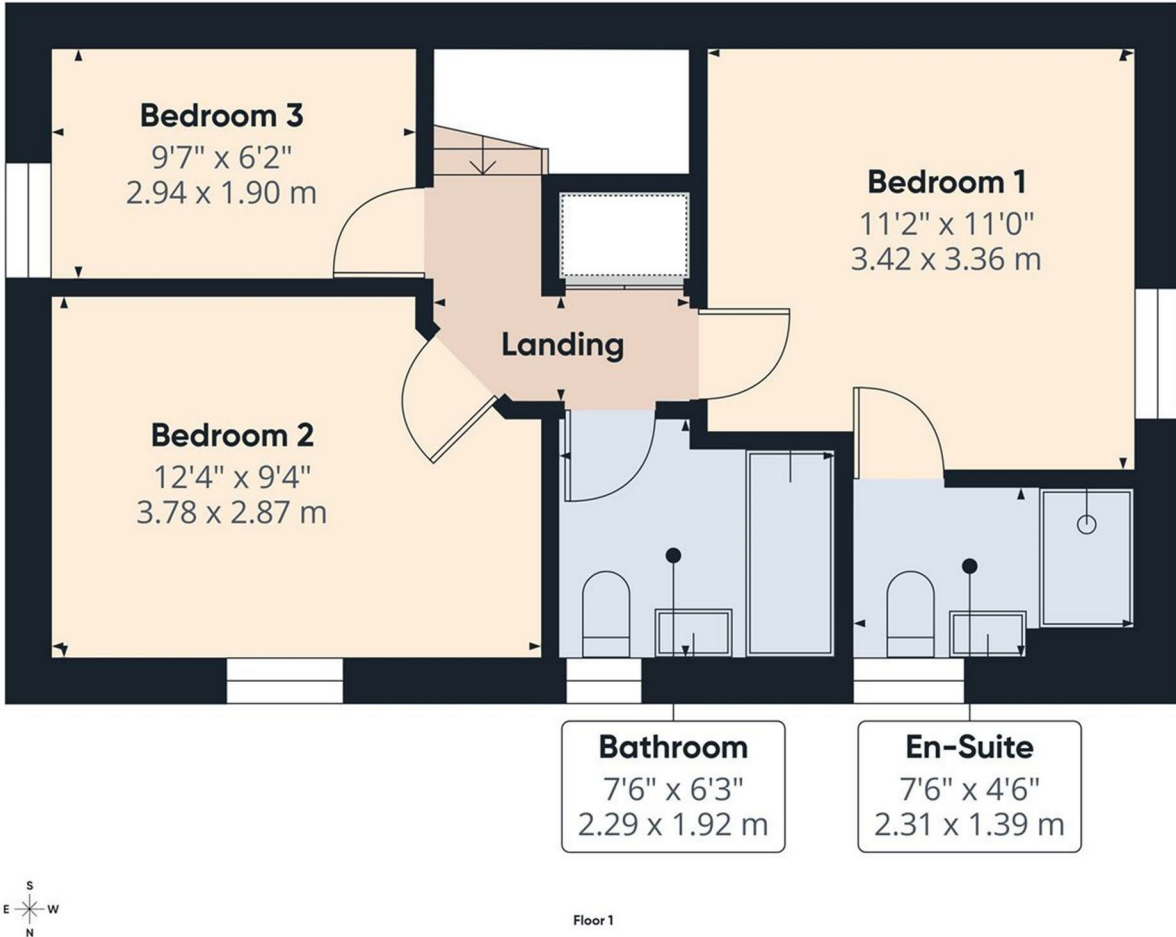 Bedroom 3
9'7" x 6'2"
2.94 x 1.90 m
Bedroom 1
11'2" x 11'0"
3.42 x 3.36 m
Landing
Bedroom 2
12'4" x 9'4"
3.78 x 2.87 m
Bathroom
7'6" x 6'3"
2.29 x 1.92 m
En-Suite
7'6" x 4'6"
2.31 x 1.39 m
S
E W
N
Floor 1